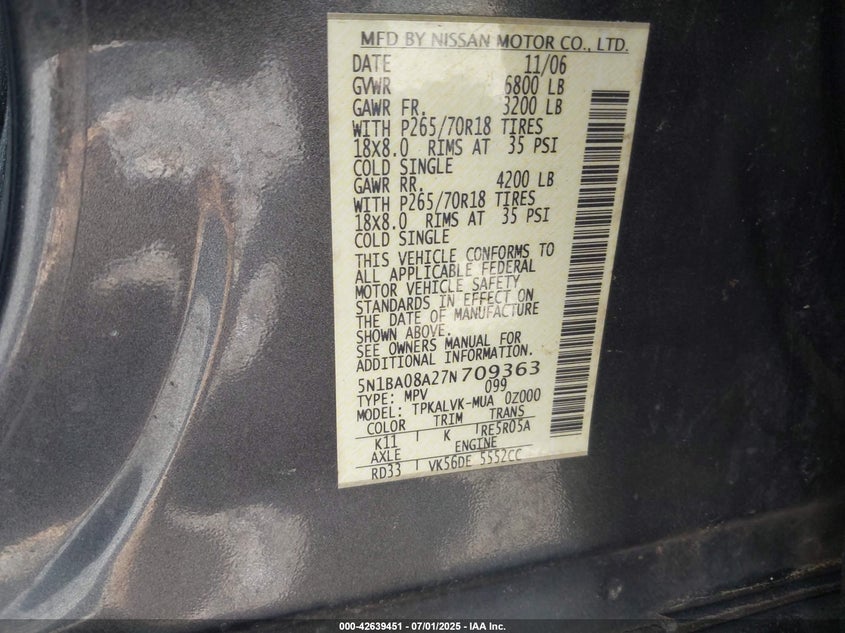 MFD BY NISSAN MOTOR CO., LTD.
DATE 11/06
GVWR 6800 LB
GAWR FR. 3200 LB
WITH P265/70R18 TIRES
18X8.0 RIMS AT 35 PSI
COLD SINGLE
GAWR RR. 4200 LB
WITH P265/70R18 TIRES
18X8.0 RIMS AT 35 PSI
COLD SINGLE
THIS VEHICLE CONFORMS TO
ALL APPLICABLE FEDERAL
MOTOR VEHICLE SAFETY
STANDARDS IN EFFECT ON
THE DATE OF MANUFACTURE
SHOWN ABOVE.
SEE OWNERS MANUAL FOR
ADDITIONAL INFORMATION.
5N1BA08A27N709363
TYPE: MPV 099
MODEL: TPKALVK-MUA 0Z000
COLOR TRIM TRANS
K11 K RE5R05A
AXLE ENGINE
RD33 VK56DE 5552CC
000-42639451 - 07/01/2025 - IAA Inc.